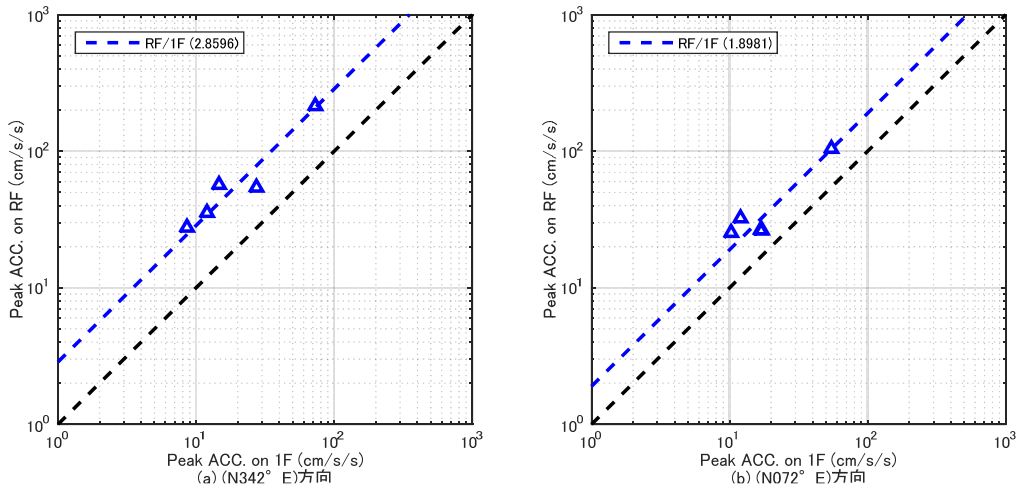 10³
10²
10¹
10⁰
Peak ACC. on RF (cm/s/s)
RF/1F (2.8596)
10⁰ 10¹ 10² 10³
Peak ACC. on 1F (cm/s/s)
(a) (N342° E)方向
10³
10²
10¹
10⁰
Peak ACC. on RF (cm/s/s)
RF/1F (1.8981)
10⁰ 10¹ 10² 10³
Peak ACC. on 1F (cm/s/s)
(b) (N072° E)方向